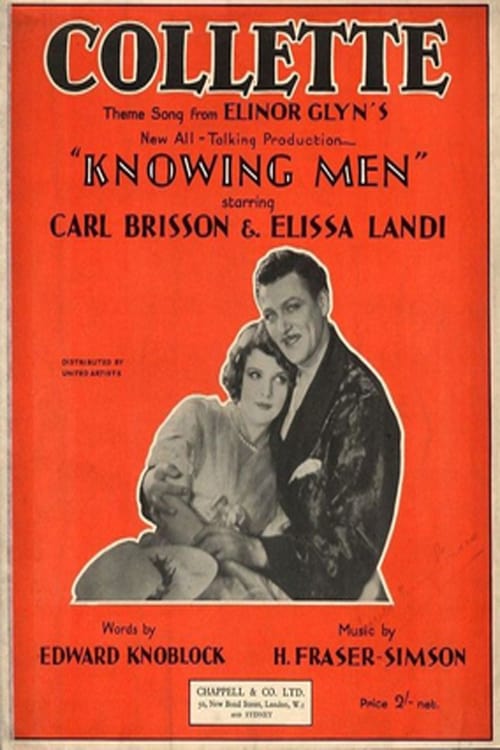 COLLETTE
Theme Song from ELINOR GLYN'S
New All-Talking Production
"KNOWING MEN"
starring
CARL BRISSON & ELISSA LANDI
DISTRIBUTED BY
UNITED ARTISTS
Words by
EDWARD KNOBLOCK
Music by
H. FRASER-SIMSON
CHAPPELL & CO. LTD.
50, New Bond Street, London, W.1
AND SYDNEY
Price 2/- net.